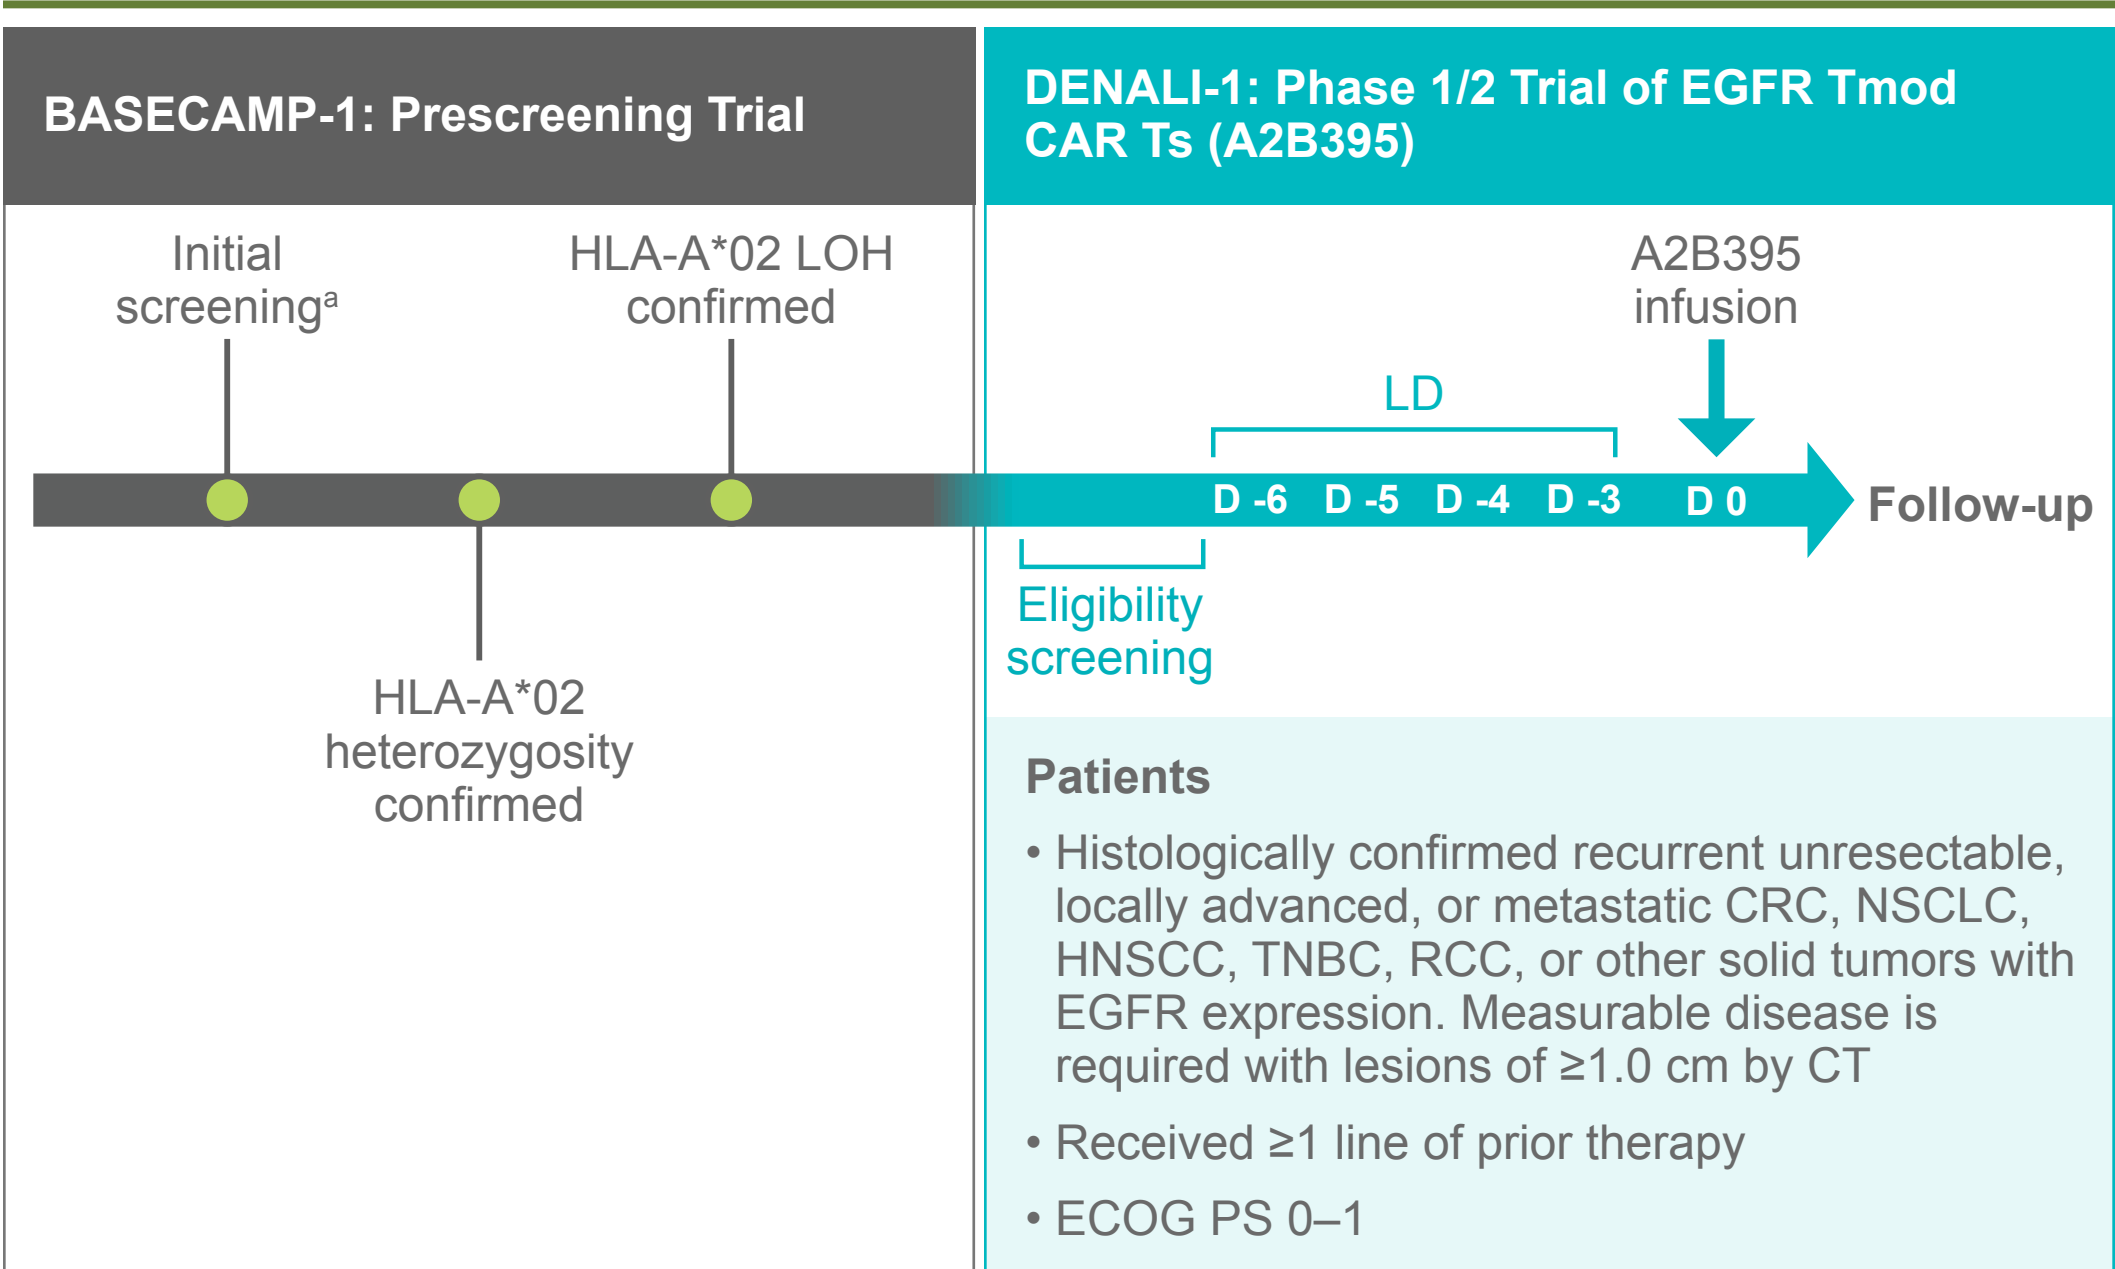 BASECAMP-1: Prescreening Trial
Initial
screeningᵃ
HLA-A*02 LOH
confirmed
HLA-A*02
heterozygosity
confirmed
DENALI-1: Phase 1/2 Trial of EGFR Tmod
CAR Ts (A2B395)
A2B395
infusion
LD
D -6 D -5 D -4 D -3 D 0
Follow-up
Eligibility
screening
Patients
• Histologically confirmed recurrent unresectable,
locally advanced, or metastatic CRC, NSCLC,
HNSCC, TNBC, RCC, or other solid tumors with
EGFR expression. Measurable disease is
required with lesions of ≥1.0 cm by CT
• Received ≥1 line of prior therapy
• ECOG PS 0–1